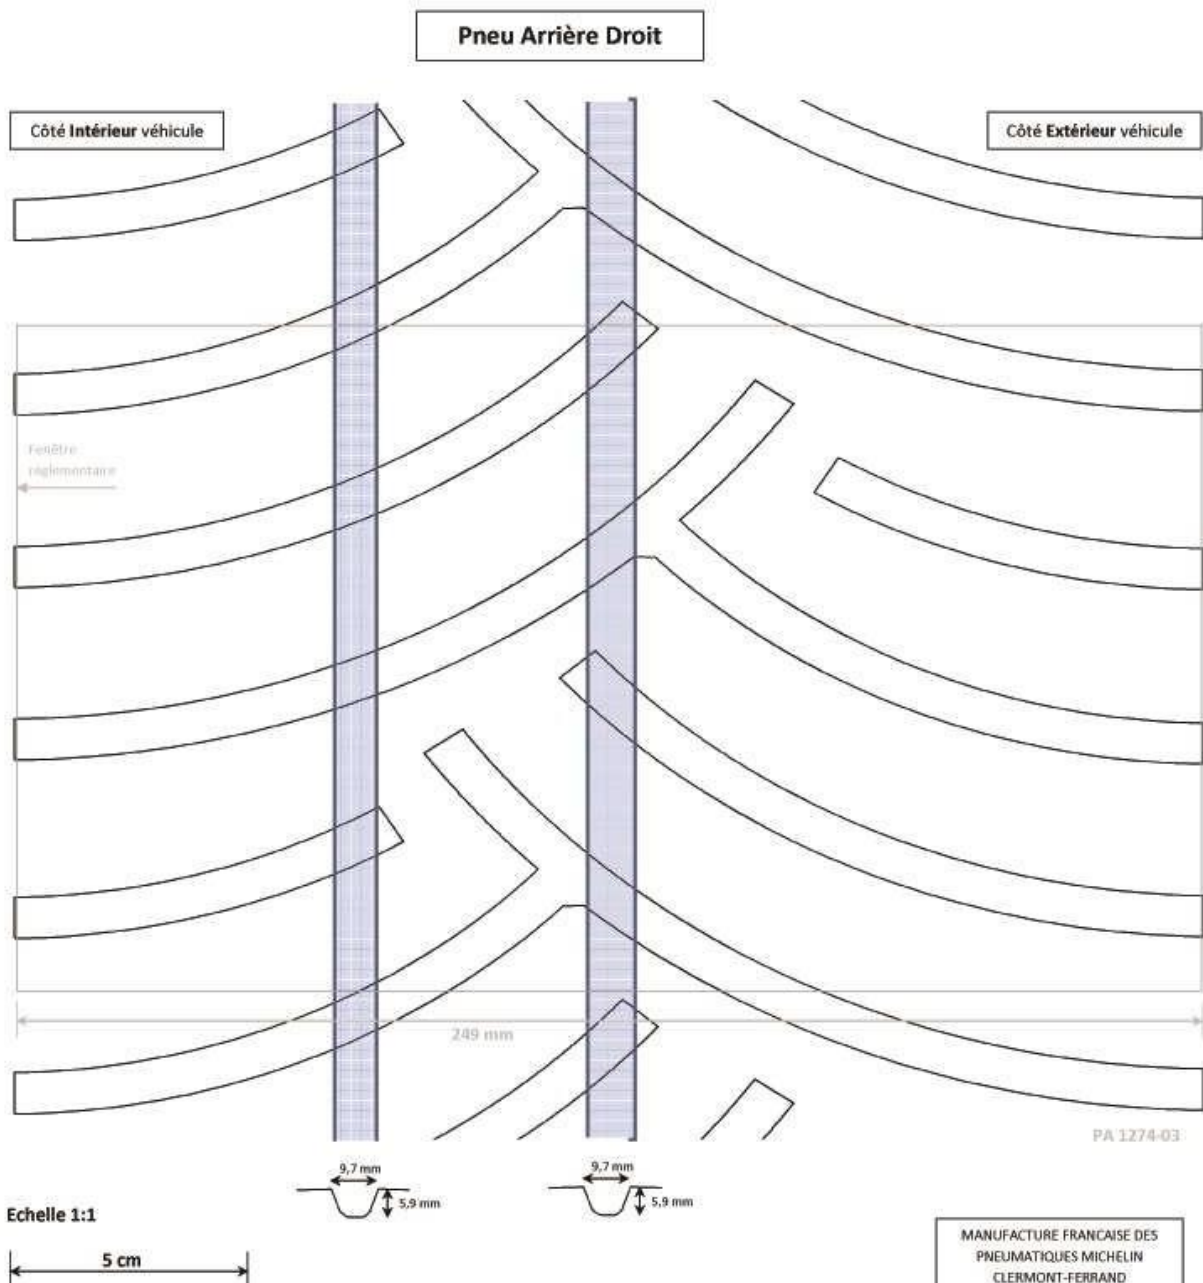 Pneu Arrière Droit
Côté Intérieur véhicule
Côté Extérieur véhicule
Fenêtre
réglementaire
249 mm
PA 1274-03
9,7 mm
9,7 mm
5,9 mm
5,9 mm
Echelle 1:1
5 cm
MANUFACTURE FRANCAISE DES
PNEUMATIQUES MICHELIN
CLERMONT-FERRAND